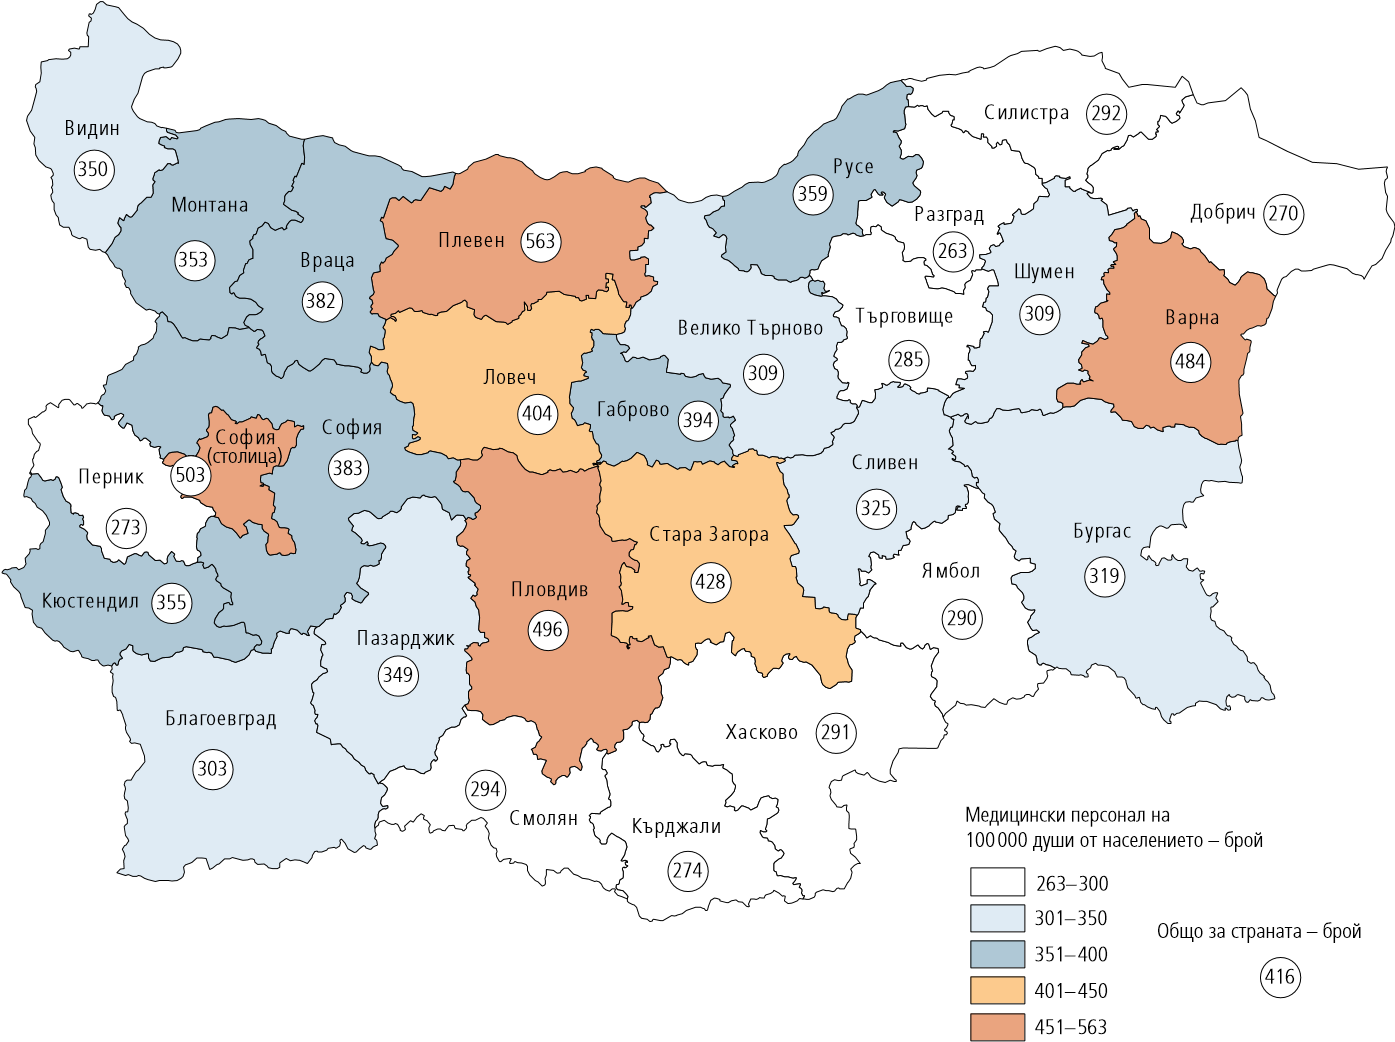 Видин
350
Монтана
353
Враца
382
Плевен
563
Русе
359
Силистра
292
Разград
263
Добрич
270
Шумен
309
Варна
484
Търговище
285
Велико Търново
309
Ловеч
404
Габрово
394
София
(столица)
503
София
383
Перник
273
Кюстендил
355
Сливен
325
Стара Загора
428
Бургас
319
Ямбол
290
Пловдив
496
Пазарджик
349
Благоевград
303
Хасково
291
Смолян
294
Кърджали
274
Медицински персонал на
100 000 души от населението – брой
263–300
301–350
351–400
401–450
451–563
Общо за страната – брой
416